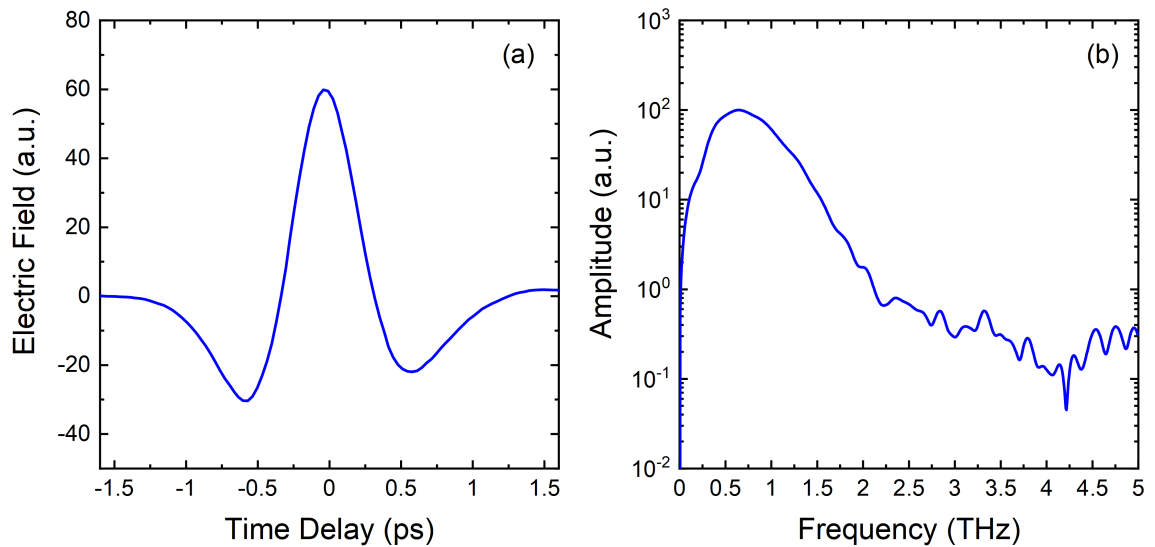 (a)
Electric Field (a.u.)
80
60
40
20
0
-20
-40
-1.5 -1 -0.5 0 0.5 1 1.5
Time Delay (ps)
(b)
Amplitude (a.u.)
10³
10²
10¹
10⁰
10⁻¹
10⁻²
0 0.5 1 1.5 2 2.5 3 3.5 4 4.5 5
Frequency (THz)